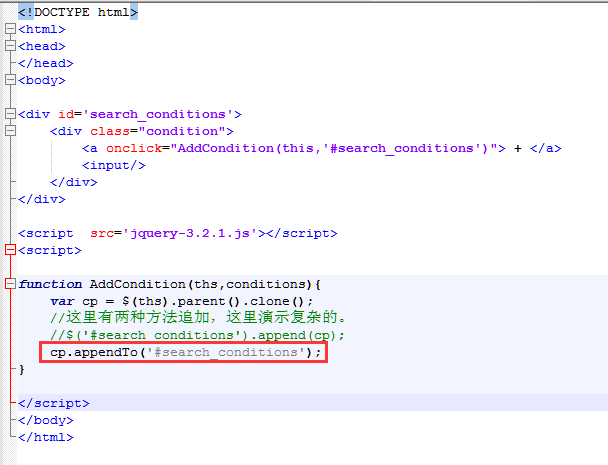 <!DOCTYPE html>
<html>
<head>
</head>
<body>
<div id='search_conditions'>
<div class="condition">
<a onclick="AddCondition(this,'#search_conditions')"> + </a>
<input/>
</div>
</div>
<script  src='jquery-3.2.1.js'></script>
<script>
function AddCondition(ths,conditions){
var cp = $(ths).parent().clone();
//这里有两种方法追加，这里演示复杂的。
//$('#search_conditions').append(cp);
cp.appendTo('#search_conditions');
}
</script>
</body>
</html>